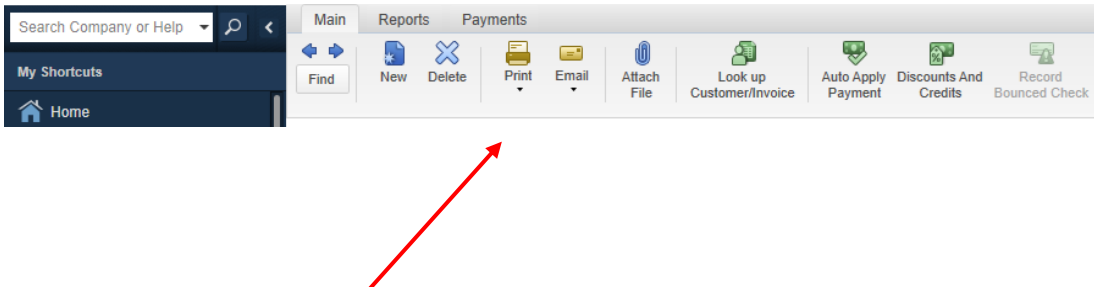 Search Company or Help
My Shortcuts
Home
Main Reports Payments
Find
New
Delete
Print
Email
Attach
File
Look up
Customer/Invoice
Auto Apply
Payment
Discounts And
Credits
Record
Bounced Check